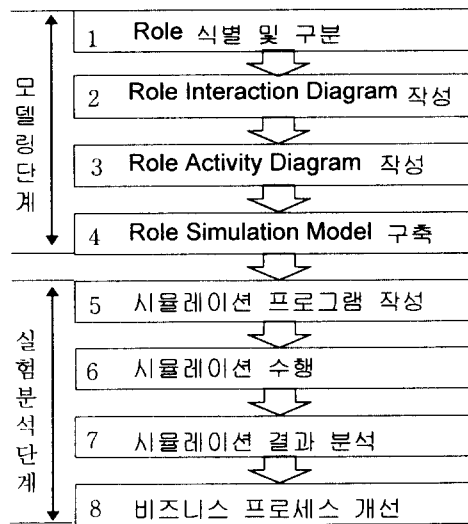 1 Role 식별 및 구분
2 Role Interaction Diagram 작성
3 Role Activity Diagram 작성
4 Role Simulation Model 구축
모델링단계
5 시뮬레이션 프로그램 작성
6 시뮬레이션 수행
7 시뮬레이션 결과 분석
8 비즈니스 프로세스 개선
실험분석단계